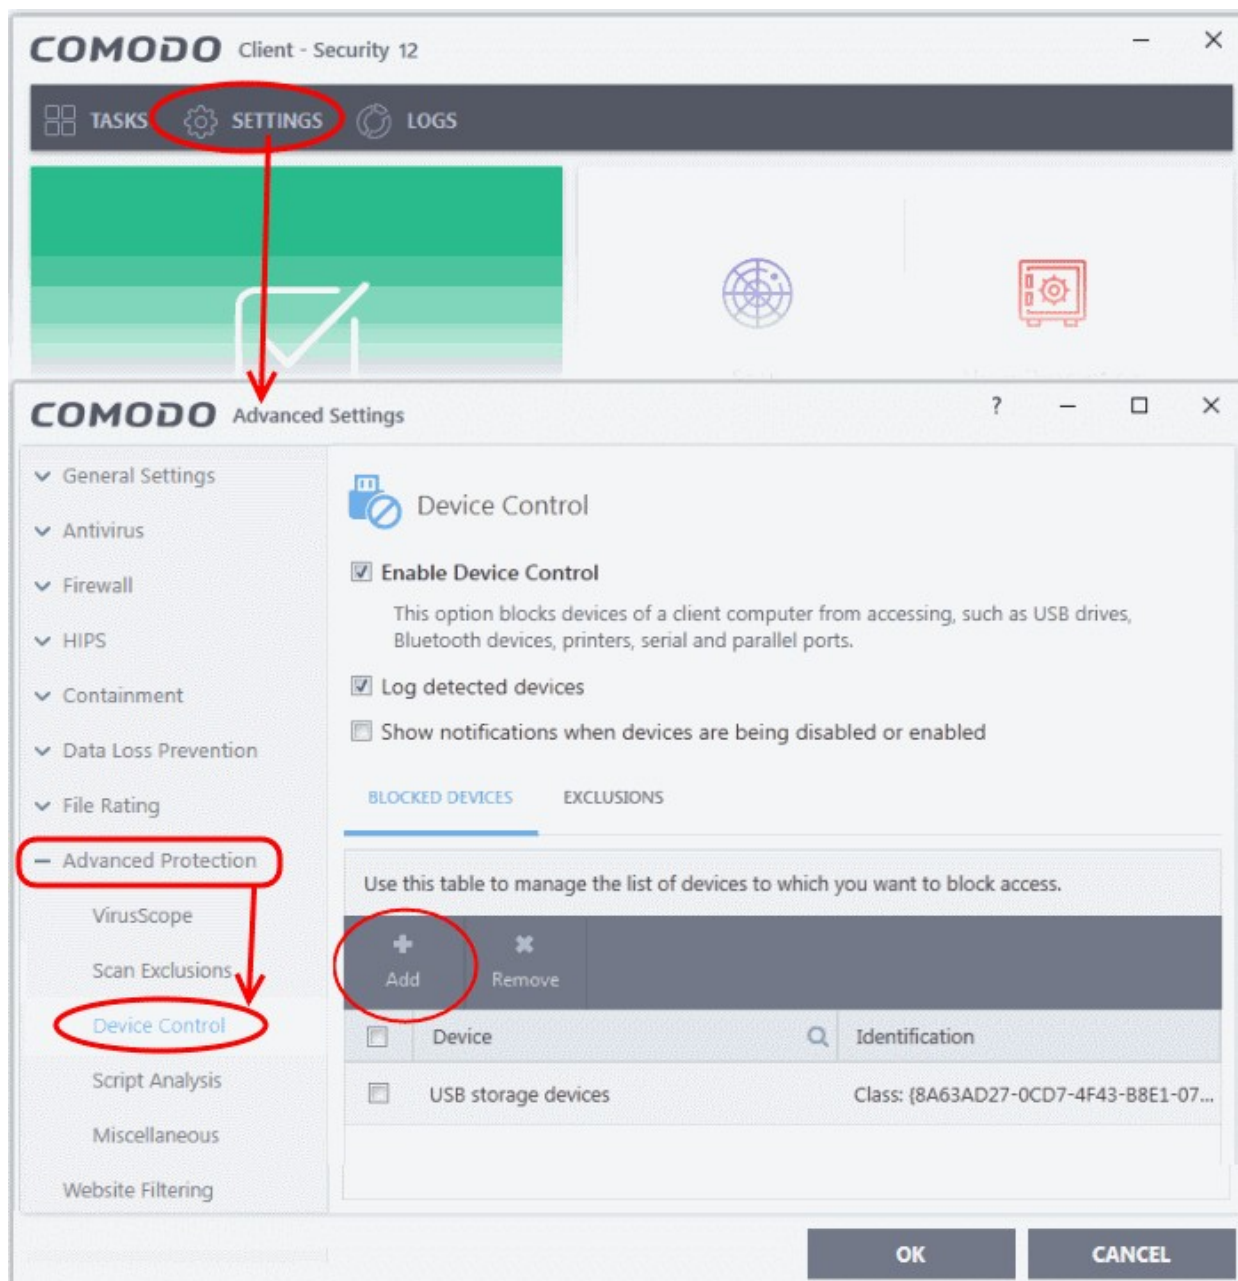 COMODO Client - Security 12
TASKS SETTINGS LOGS
COMODO Advanced Settings ?
General Settings
Antivirus
Firewall
HIPS
Containment
Data Loss Prevention
File Rating
Advanced Protection
VirusScope
Scan Exclusions
Device Control
Script Analysis
Miscellaneous
Website Filtering
Device Control
Enable Device Control
This option blocks devices of a client computer from accessing, such as USB drives,
Bluetooth devices, printers, serial and parallel ports.
Log detected devices
Show notifications when devices are being disabled or enabled
BLOCKED DEVICES EXCLUSIONS
Use this table to manage the list of devices to which you want to block access.
Add Remove
Device Identification
USB storage devices Class: {8A63AD27-0CD7-4F43-B8E1-07...
OK CANCEL